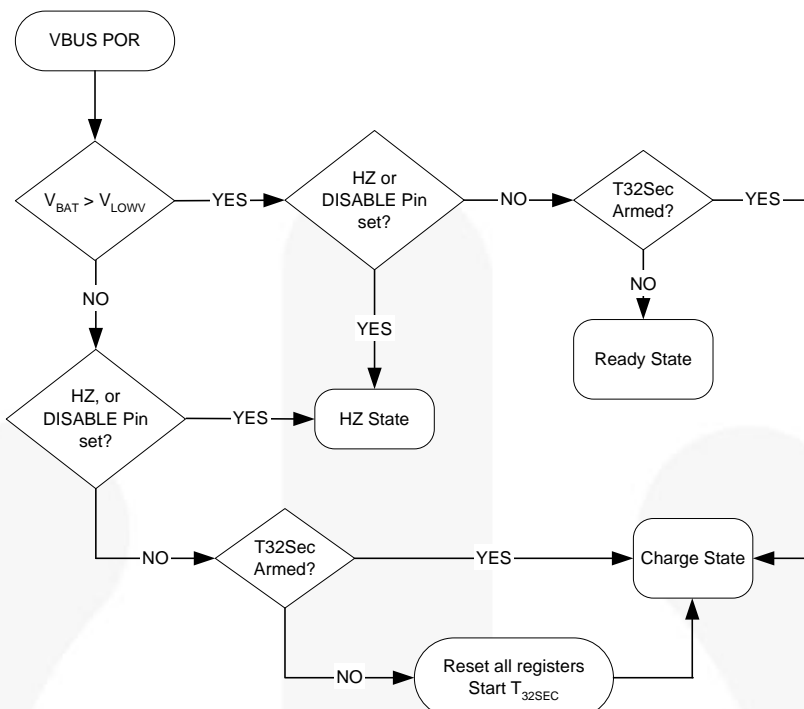 VBUS POR
V_BAT > V_LOWV
YES
HZ or
DISABLE Pin
set?
NO
T32Sec
Armed?
YES
NO
YES
NO
Ready State
HZ, or
DISABLE Pin
set?
YES
HZ State
NO
T32Sec
Armed?
YES
Charge State
NO
Reset all registers
Start T_32SEC